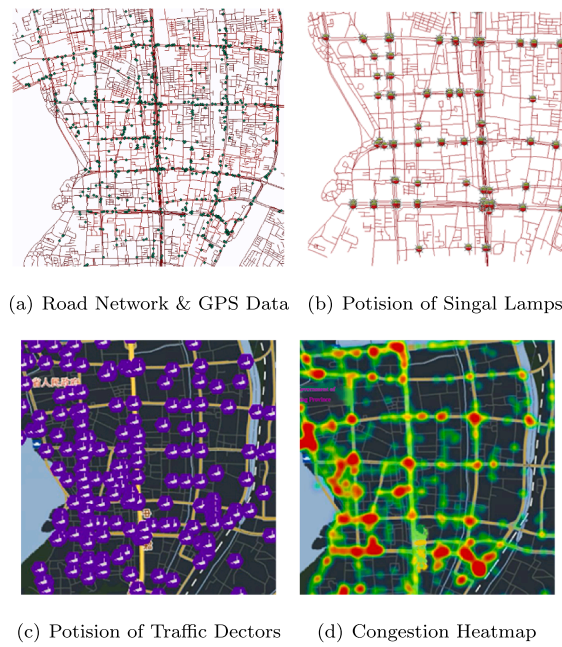 (a) Road Network & GPS Data
(b) Potision of Singal Lamps
(c) Potision of Traffic Dectors
(d) Congestion Heatmap